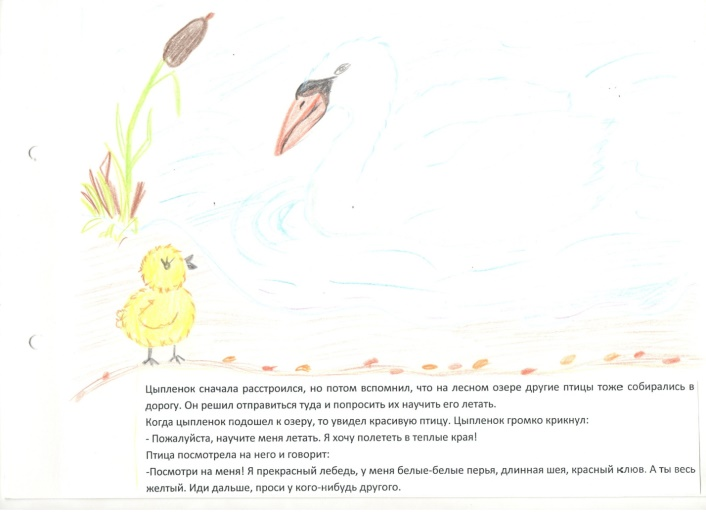 Цыпленок сначала расстроился, но потом вспомнил, что на лесном озере другие птицы тоже собирались в
дорогу. Он решил отправиться туда и попросить их научить его летать.
Когда цыпленок подошел к озеру, то увидел красивую птицу. Цыпленок громко крикнул:
- Пожалуйста, научите меня летать. Я хочу полететь в теплые края!
Птица посмотрела на него и говорит:
-Посмотри на меня! Я прекрасный лебедь, у меня белые-белые перья, длинная шея, красный клюв. А ты весь
желтый. Иди дальше, проси у кого-нибудь другого.